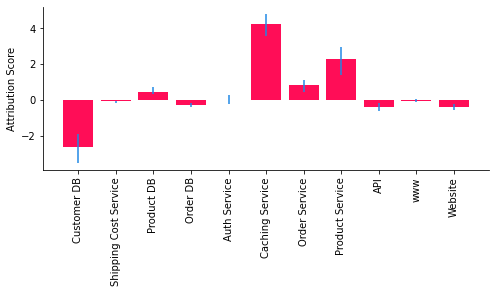 Attribution Score
4
2
0
−2
Customer DB
Shipping Cost Service
Product DB
Order DB
Auth Service
Caching Service
Order Service
Product Service
API
www
Website